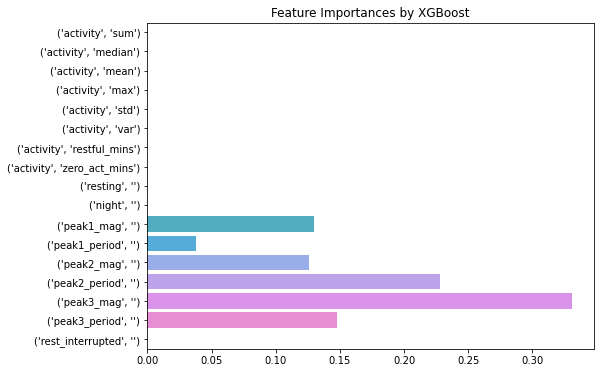 Feature Importances by XGBoost
('activity', 'sum')
('activity', 'median')
('activity', 'mean')
('activity', 'max')
('activity', 'std')
('activity', 'var')
('activity', 'restful_mins')
('activity', 'zero_act_mins')
('resting', '')
('night', '')
('peak1_mag', '')
('peak1_period', '')
('peak2_mag', '')
('peak2_period', '')
('peak3_mag', '')
('peak3_period', '')
('rest_interrupted', '')
0.00 0.05 0.10 0.15 0.20 0.25 0.30